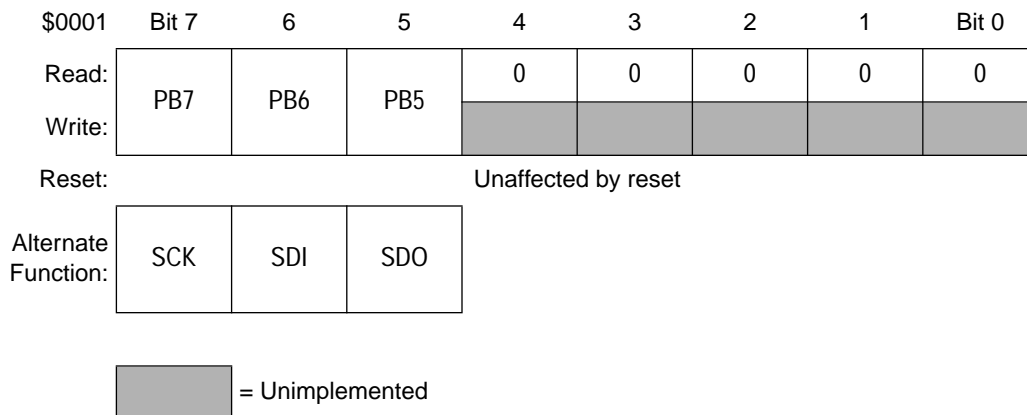 $0001 Bit 7 6 5 4 3 2 1 Bit 0
Read: PB7 PB6 PB5 0 0 0 0 0
Write:
Reset: Unaffected by reset
Alternate Function: SCK SDI SDO
= Unimplemented